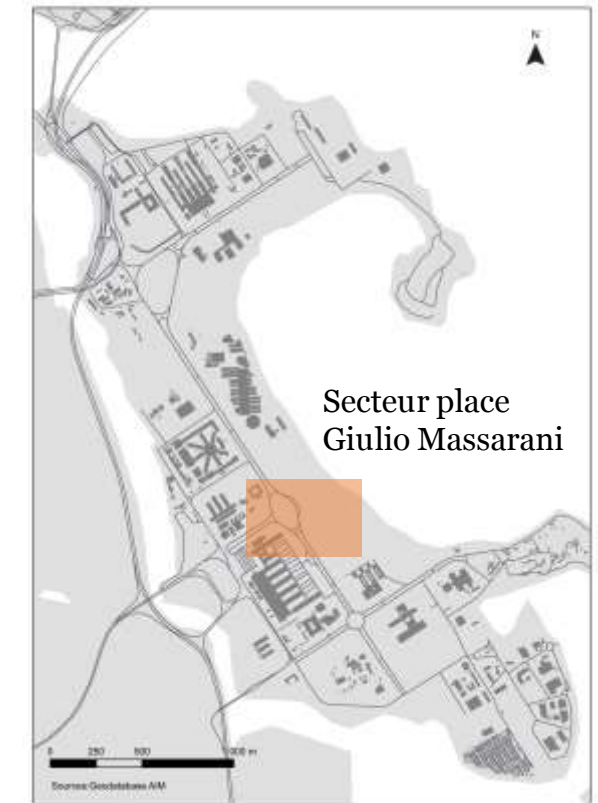 N
Secteur place
Giulio Massarani
0 250 500 1000 m
Sources: Geodatabase AIM